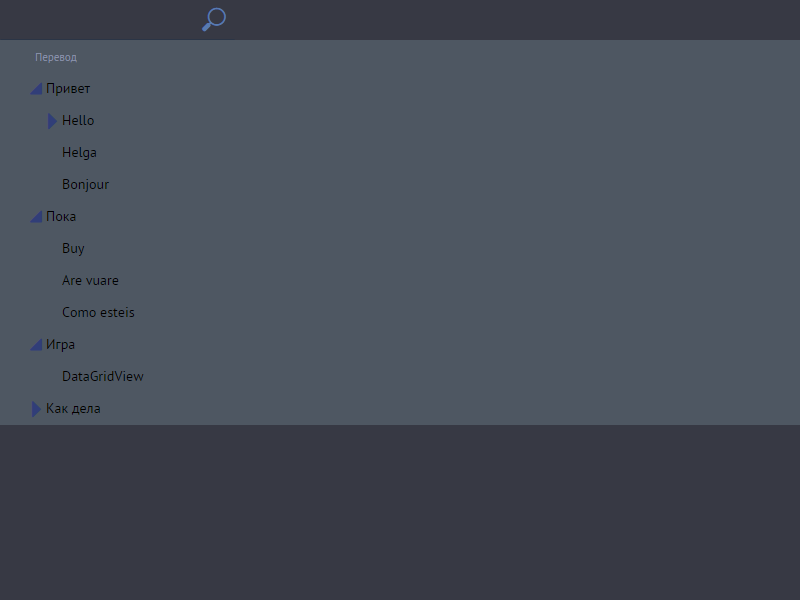 Перевод
Привет
Hello
Helga
Bonjour
Пока
Buy
Are vuare
Como esteis
Игра
DataGridView
Как дела